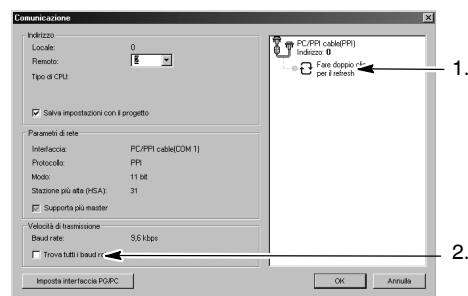 Comunicazione
Indirizzo
Locale: 0
Remoto: 2
Tipo di CPU:
Salva impostazioni con il progetto
Parametri di rete
Interfaccia: PC/PPI cable(COM 1)
Protocollo: PPI
Modo: 11 bit
Stazione più alta (HSA): 31
Supporta più master
Velocità di trasmissione
Baud rate: 9,6 kbps
Trova tutti i baud
Imposta interfaccia PG/PC
PC/PPI cable(PPI)
Indirizzo: 0
Fare doppio clic
per il refresh
OK
Annulla
1.
2.